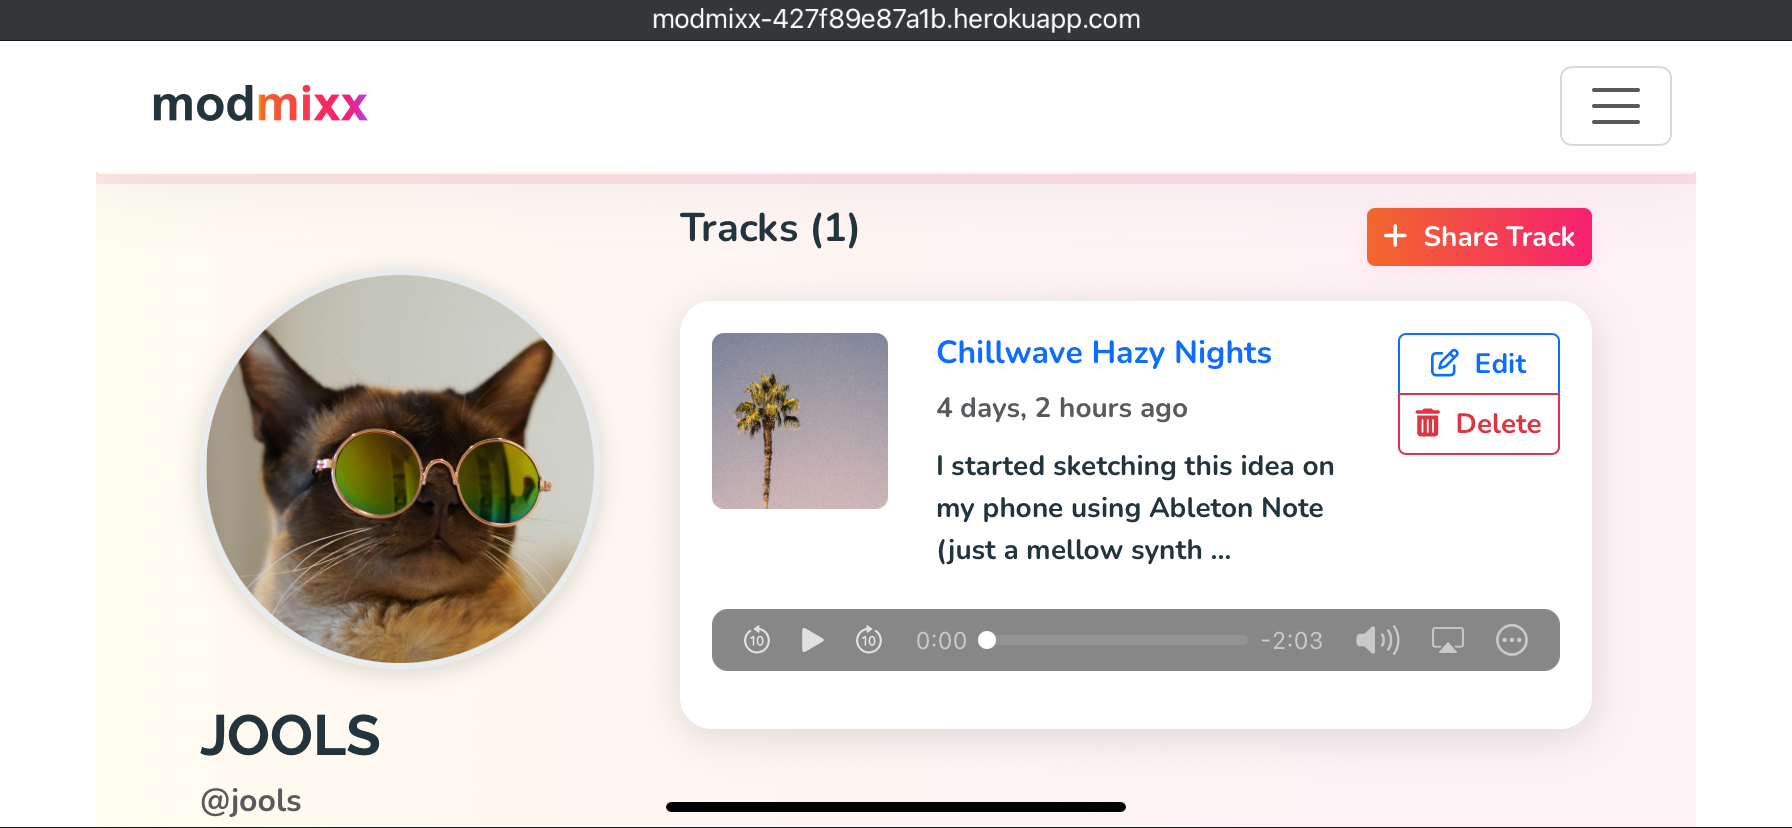 modmixx-427f89e87a1b.herokuapp.com
modmixx
Tracks (1)
+ Share Track
Chillwave Hazy Nights
4 days, 2 hours ago
I started sketching this idea on
my phone using Ableton Note
(just a mellow synth ...
Edit
Delete
10
10
0:00
-2:03
JOOLS
@jools